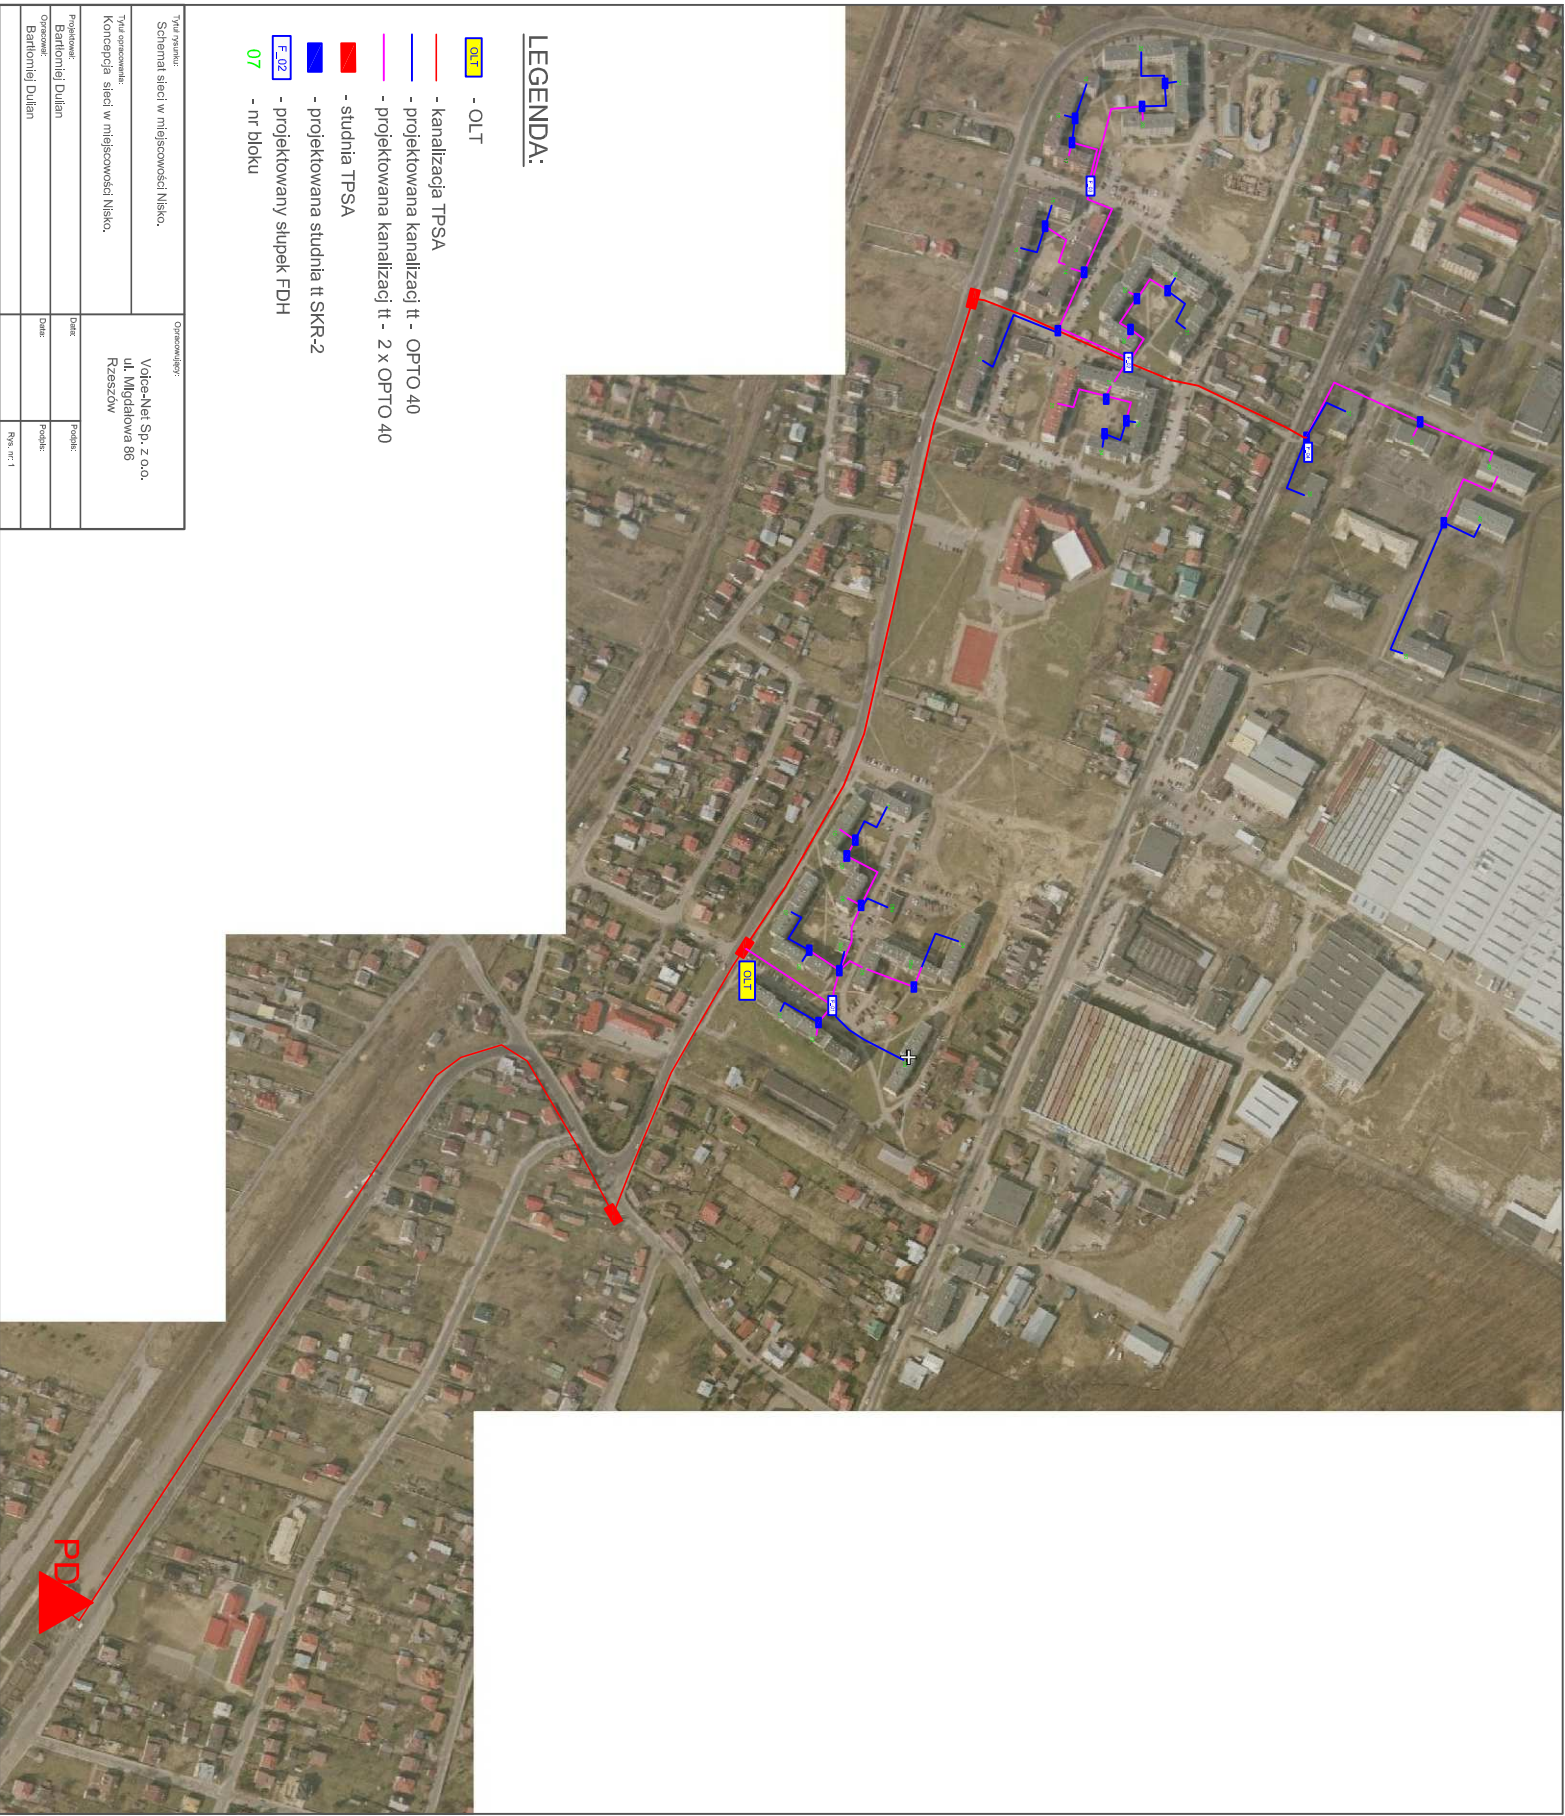 LEGENDA:
OLT - OLT
- kanalizacja TPSA
- projektowana kanalizacj tt - OPTO 40
- projektowana kanalizacj tt - 2 x OPTO 40
- studnia TPSA
- projektowana studnia tt SKR-2
F_02 - projektowany słupek FDH
07 - nr bloku
Tytuł rysunku:
Schemat sieci w miejscowości Nisko.
Tytuł opracowania:
Koncepcja sieci w miejscowości Nisko.
Projektował:
Bartłomiej Dulian
Opracował:
Bartłomiej Dulian
Opracowujący:
Voice-Net Sp. z o.o.
ul. Migdałowa 86
Rzeszów
Data:
Podpis:
Data:
Podpis:
Rys. nr: 1
OLT
PD